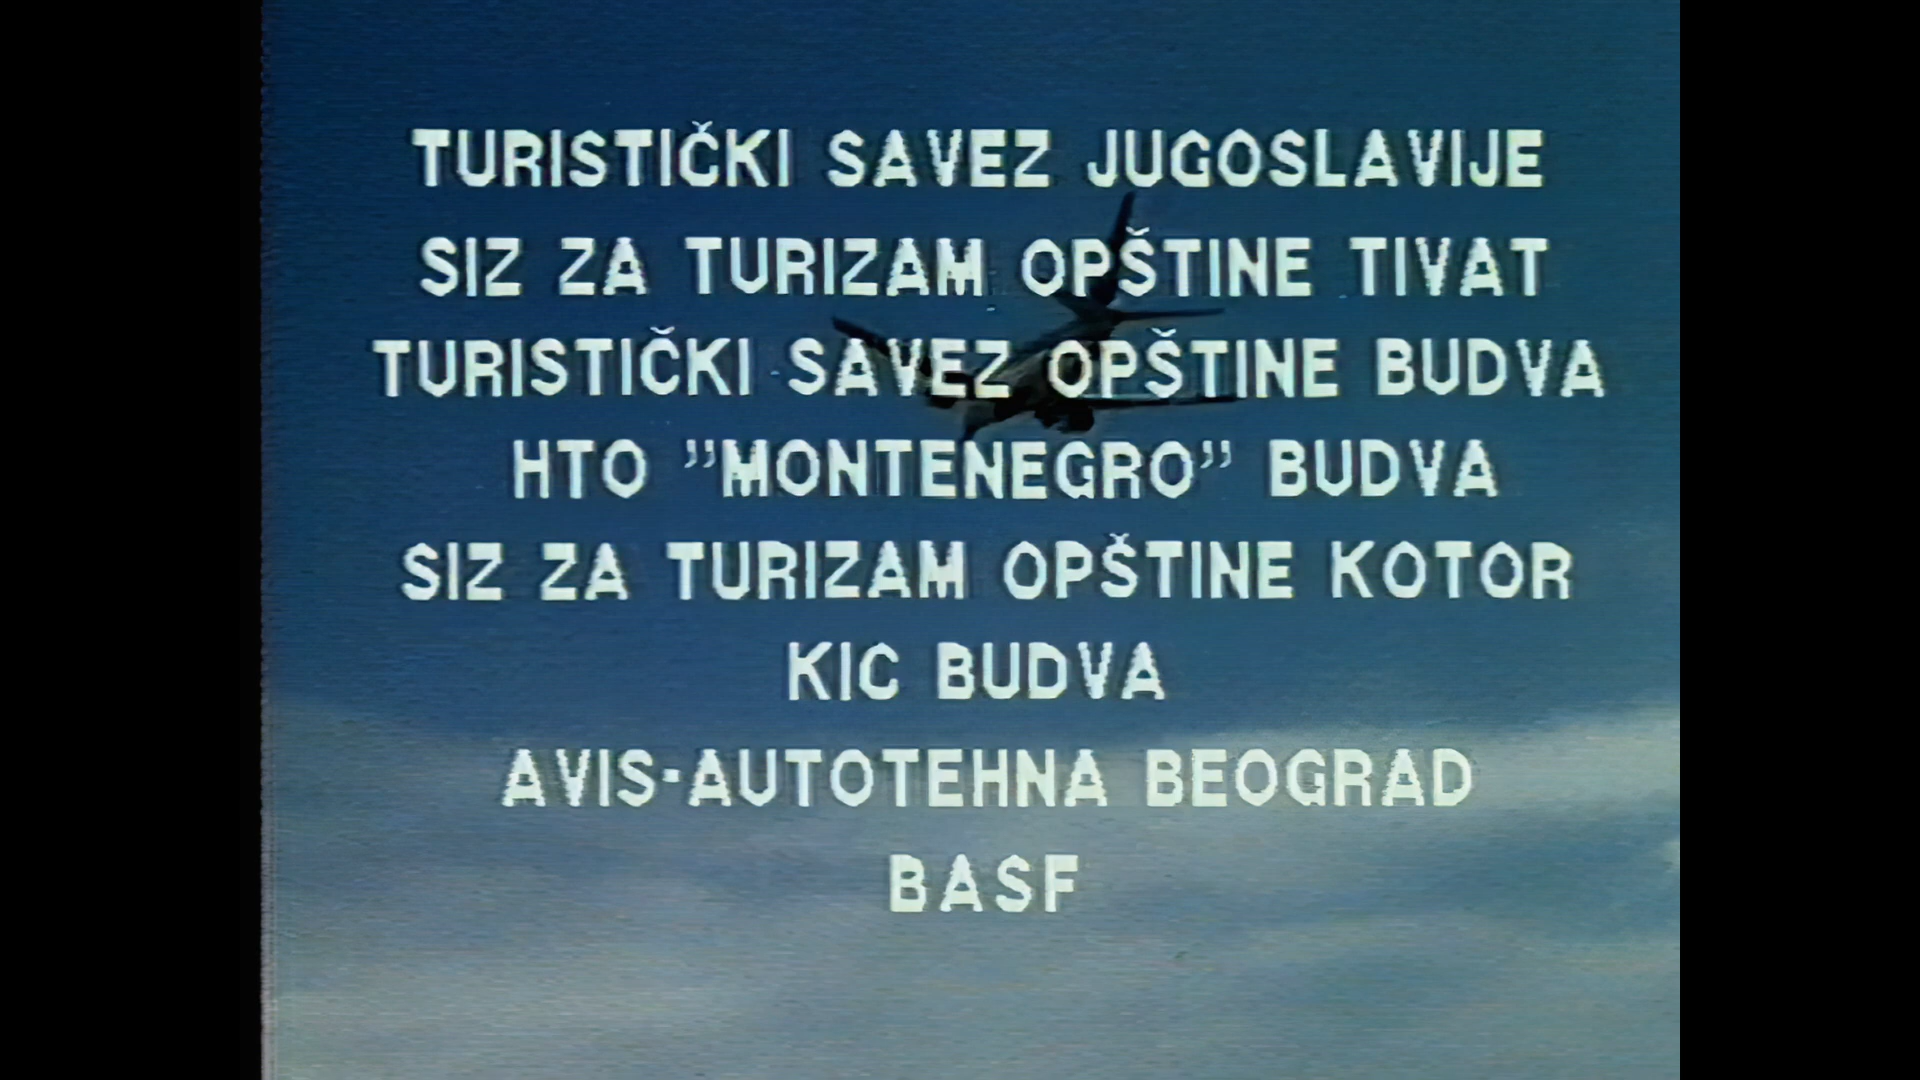 TURISTIČKI SAVEZ JUGOSLAVIJE
SIZ ZA TURIZAM OPŠTINE TIVAT
TURISTIČKI SAVEZ OPŠTINE BUDVA
HTO "MONTENEGRO" BUDVA
SIZ ZA TURIZAM OPŠTINE KOTOR
KIC BUDVA
AVIS-AUTOTEHNA BEOGRAD
BASF